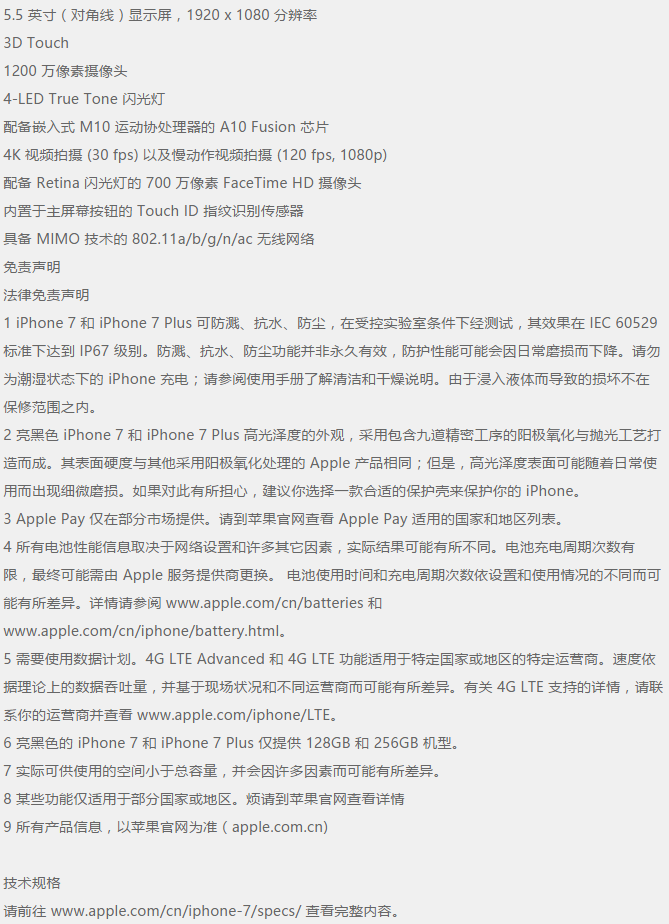 5.5 英寸（对角线）显示屏，1920 x 1080 分辨率
3D Touch
1200 万像素摄像头
4-LED True Tone 闪光灯
配备嵌入式 M10 运动协处理器的 A10 Fusion 芯片
4K 视频拍摄 (30 fps) 以及慢动作视频拍摄 (120 fps, 1080p)
配备 Retina 闪光灯的 700 万像素 FaceTime HD 摄像头
内置于主屏幕按钮的 Touch ID 指纹识别传感器
具备 MIMO 技术的 802.11a/b/g/n/ac 无线网络
免责声明
法律免责声明
1 iPhone 7 和 iPhone 7 Plus 可防溅、抗水、防尘，在受控实验室条件下经测试，其效果在 IEC 60529
标准下达到 IP67 级别。防溅、抗水、防尘功能并非永久有效，防护性能可能会因日常磨损而下降。请勿
为潮湿状态下的 iPhone 充电；请参阅使用手册了解清洁和干燥说明。由于浸入液体而导致的损坏不在
保修范围之内。
2 亮黑色 iPhone 7 和 iPhone 7 Plus 高光泽度的外观，采用包含九道精密工序的阳极氧化与抛光工艺打
造而成。其表面硬度与其他采用阳极氧化处理的 Apple 产品相同；但是，高光泽度表面可能随着日常使
用而出现细微磨损。如果对此有所担心，建议你选择一款合适的保护壳来保护你的 iPhone。
3 Apple Pay 仅在部分市场提供。请到苹果官网查看 Apple Pay 适用的国家和地区列表。
4 所有电池性能信息取决于网络设置和许多其它因素，实际结果可能有所不同。电池充电周期次数有
限，最终可能需由 Apple 服务提供商更换。 电池使用时间和充电周期次数依设置和使用情况的不同而可
能有所差异。详情请参阅 www.apple.com/cn/batteries 和
www.apple.com/cn/iphone/battery.html。
5 需要使用数据计划。4G LTE Advanced 和 4G LTE 功能适用于特定国家或地区的特定运营商。速度依
据理论上的数据吞吐量，并基于现场状况和不同运营商而可能有所差异。有关 4G LTE 支持的详情，请联
系你的运营商并查看 www.apple.com/iphone/LTE。
6 亮黑色的 iPhone 7 和 iPhone 7 Plus 仅提供 128GB 和 256GB 机型。
7 实际可供使用的空间小于总容量，并会因许多因素而可能有所差异。
8 某些功能仅适用于部分国家或地区。烦请到苹果官网查看详情
9 所有产品信息，以苹果官网为准（apple.com.cn)
技术规格
请前往 www.apple.com/cn/iphone-7/specs/ 查看完整内容。